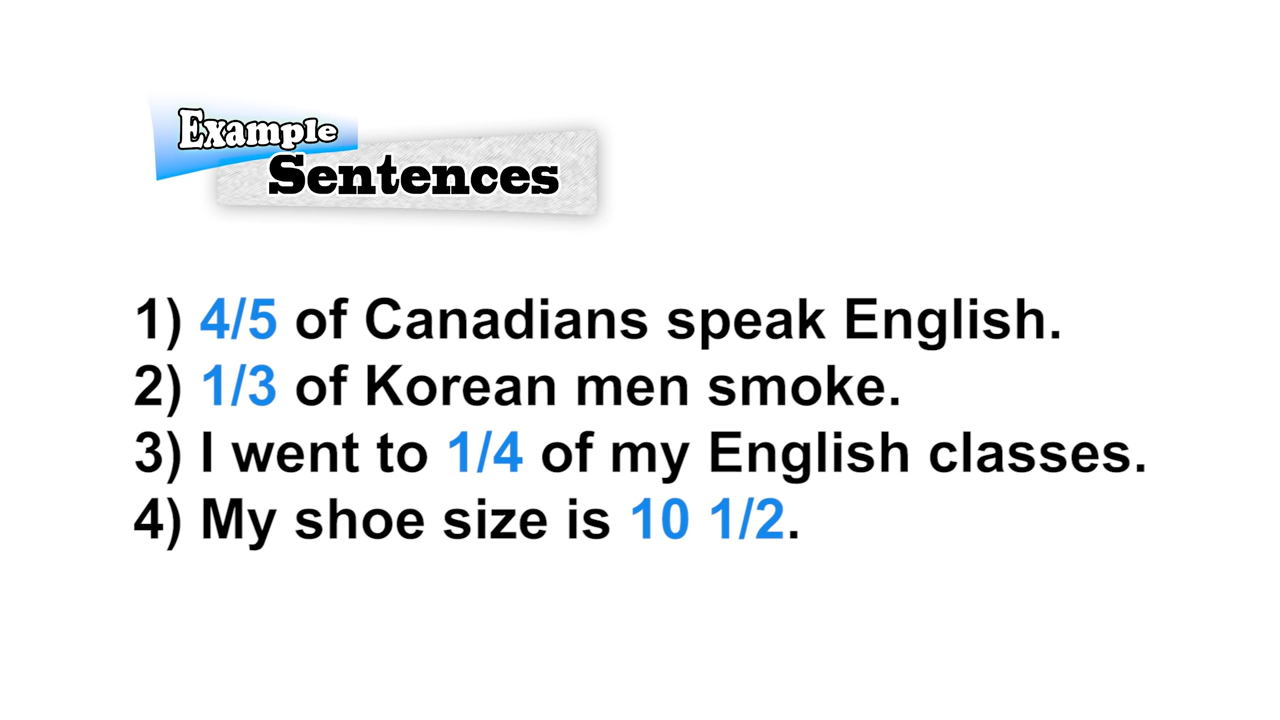 Example
Sentences
1) 4/5 of Canadians speak English.
2) 1/3 of Korean men smoke.
3) I went to 1/4 of my English classes.
4) My shoe size is 10 1/2.